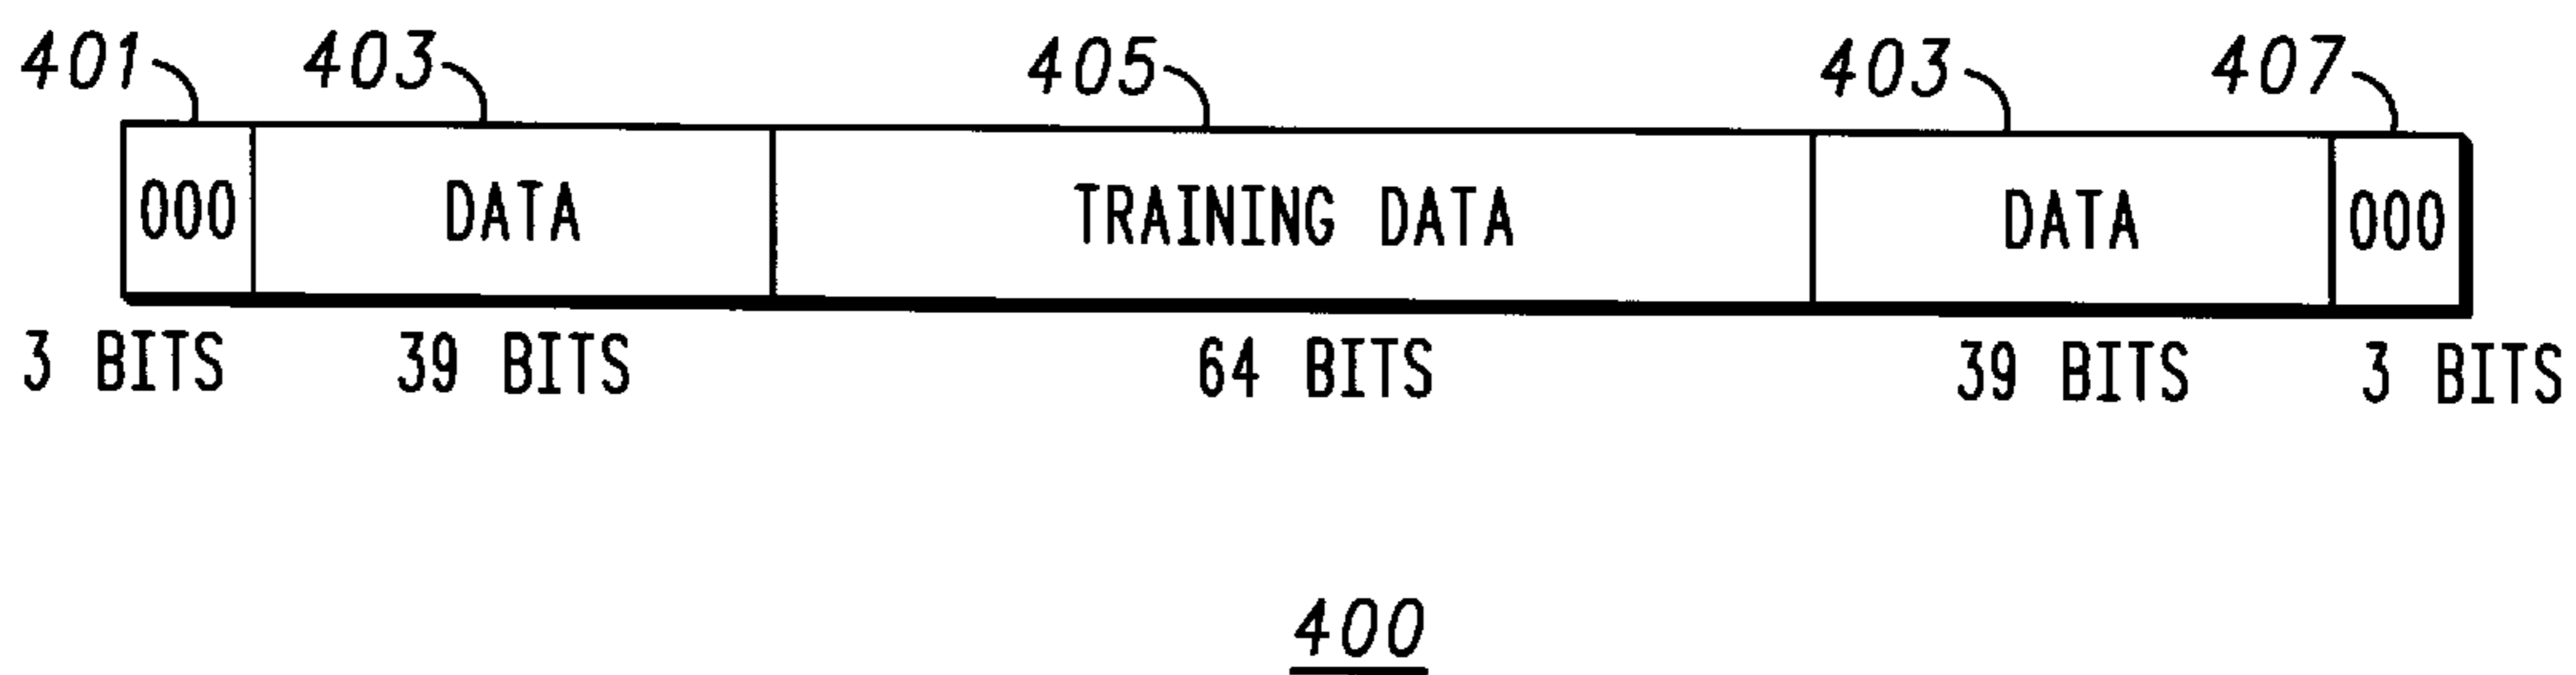 401 403 405 403 407
000 DATA TRAINING DATA DATA 000
3 BITS 39 BITS 64 BITS 39 BITS 3 BITS
400